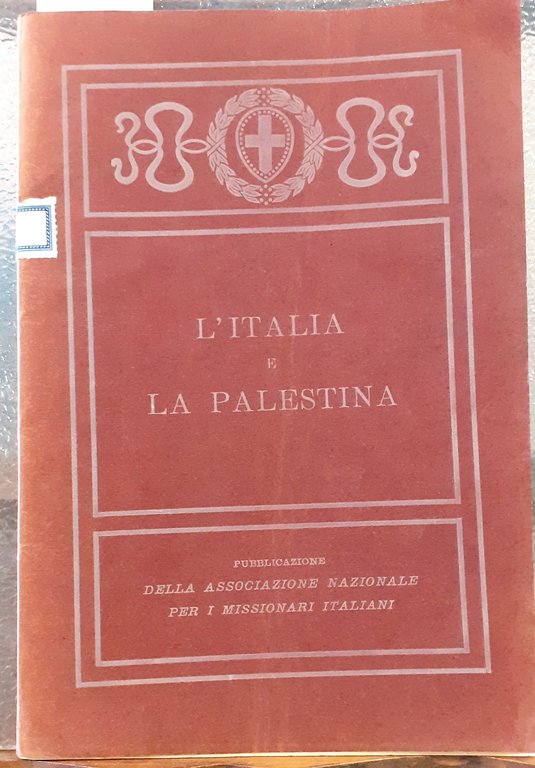 L'ITALIA
E
LA PALESTINA
PUBBLICAZIONE
DELLA ASSOCIAZIONE NAZIONALE
PER I MISSIONARI ITALIANI